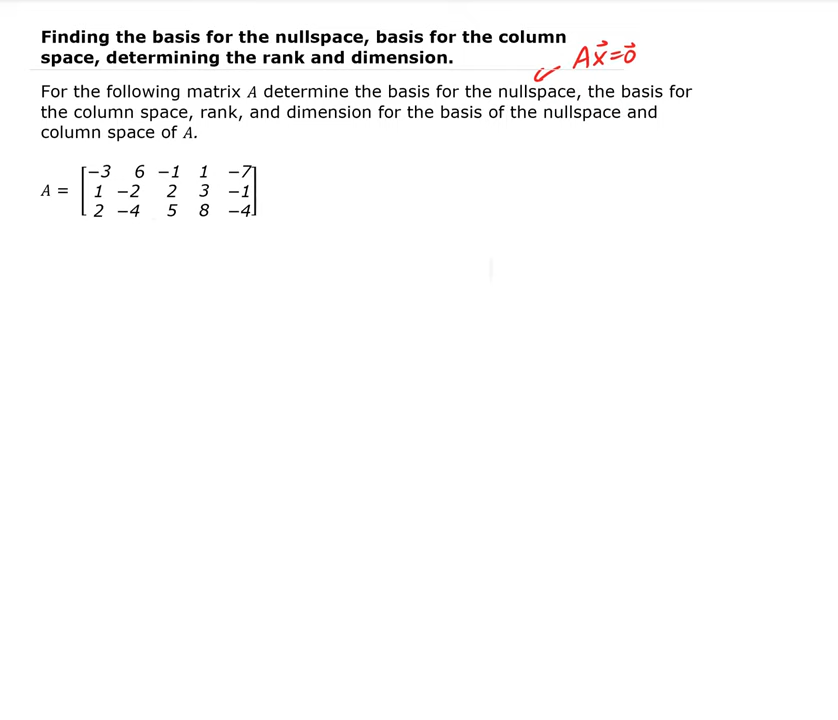 Finding the basis for the nullspace, basis for the column
space, determining the rank and dimension.
Ax⃗=0⃗
For the following matrix A determine the basis for the nullspace, the basis for
the column space, rank, and dimension for the basis of the nullspace and
column space of A.
-3 6 -1 1 -7
A = 1 -2 2 3 -1
2 -4 5 8 -4